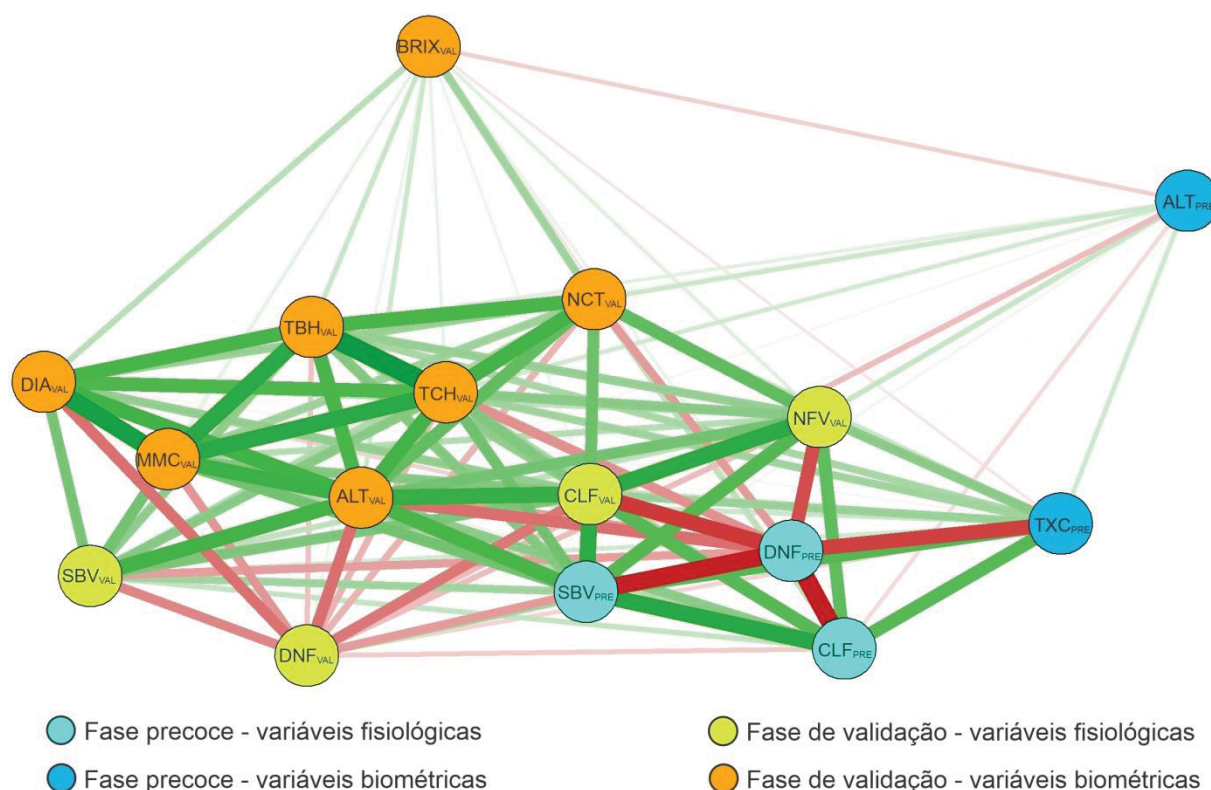 BRIXVAL
ALTPRE
NCTVAL
TBHVAL
DIAVAL
TCHVAL
NFVVAL
MMCVAL
ALTVAL
CLFVAL
TXCPRE
DNFPRE
SBVVAL
SBVPRE
DNFVAL
CLFPRE
Fase precoce - variáveis fisiológicas
Fase de validação - variáveis fisiológicas
Fase precoce - variáveis biométricas
Fase de validação - variáveis biométricas